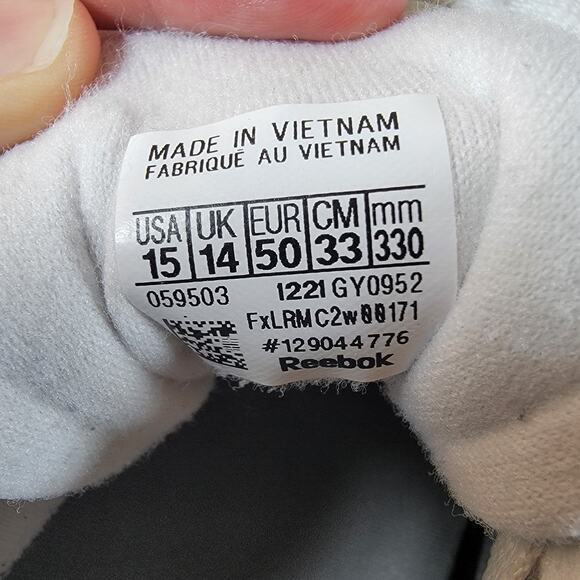 MADE IN VIETNAM
FABRIQUÉ AU VIETNAM
USA UK EUR CM mm
15 14 50 33 330
059503 1221 GY0952
FxLRMC2w00171
#129044776
Reebok